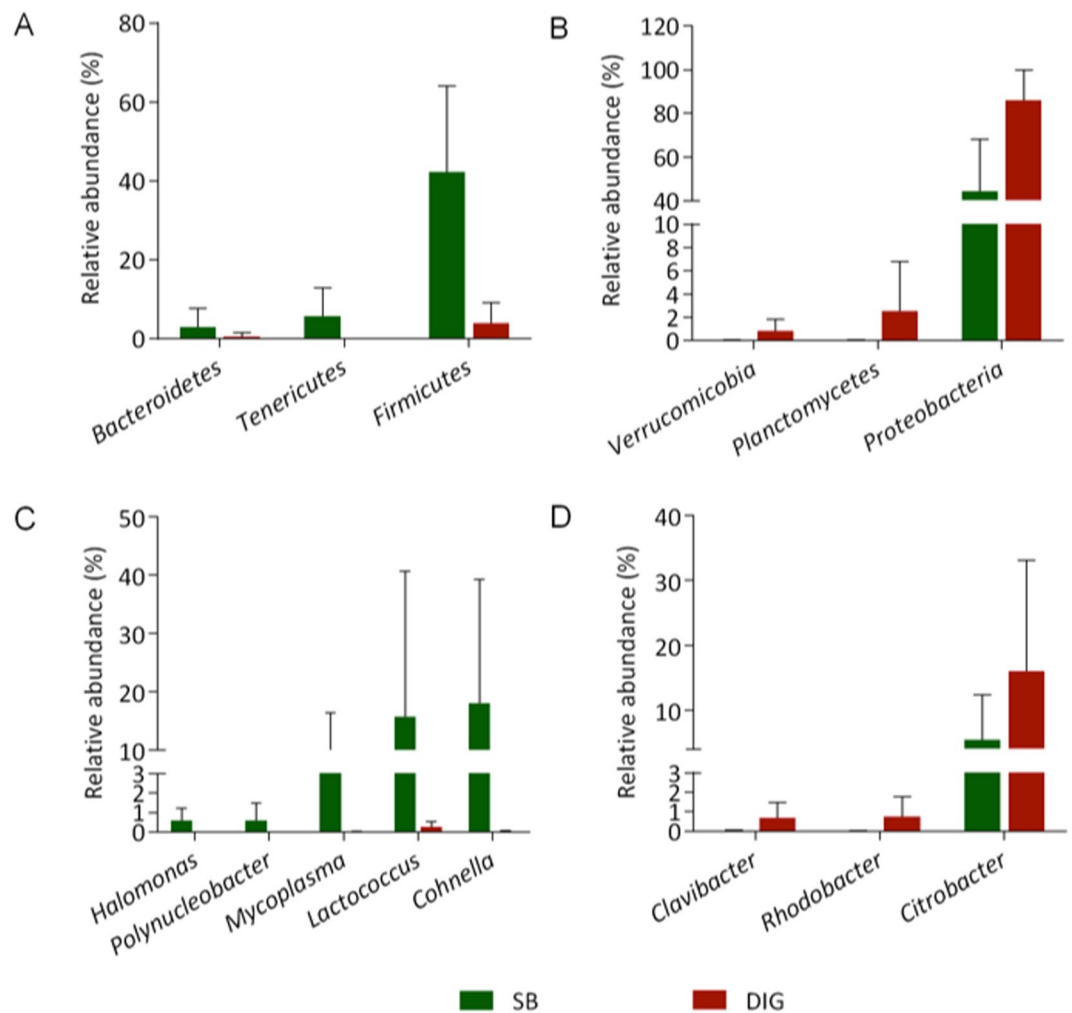 A
Relative abundance (%)
80
60
40
20
0
Bacteroidetes
Tenericutes
Firmicutes
B
Relative abundance (%)
120
100
80
60
40
10
8
6
4
2
0
Verrucomicobia
Planctomycetes
Proteobacteria
C
Relative abundance (%)
50
40
30
20
10
3
2
1
0
Halomonas
Polynucleobacter
Mycoplasma
Lactococcus
Cohnella
D
Relative abundance (%)
40
30
20
10
3
2
1
0
Clavibacter
Rhodobacter
Citrobacter
SB
DIG